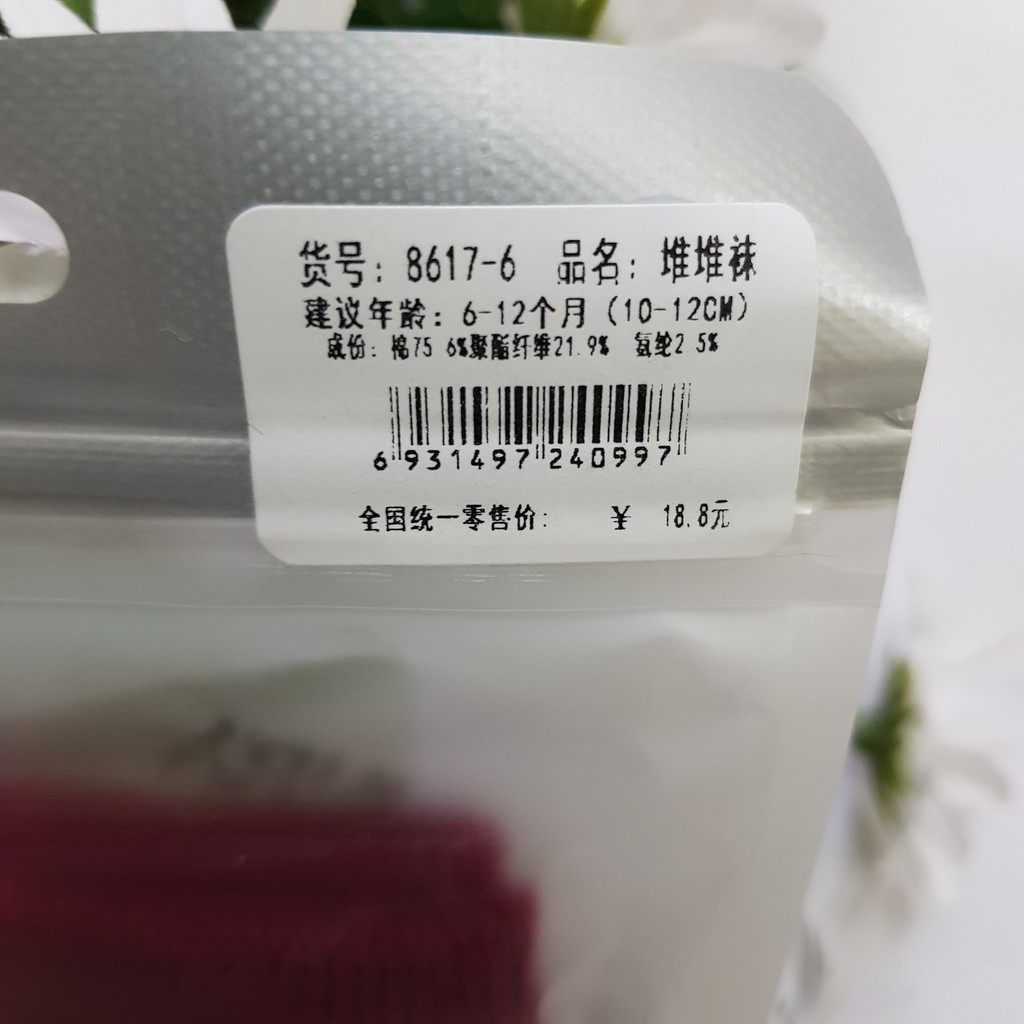 货号: 8617-6 品名: 堆堆袜
建议年龄: 6-12个月 (10-12CM)
成份: 棉75 6%聚酯纤维21.9% 氨纶2.5%
6 931497 240997
全国统一零售价: ¥ 18.8元